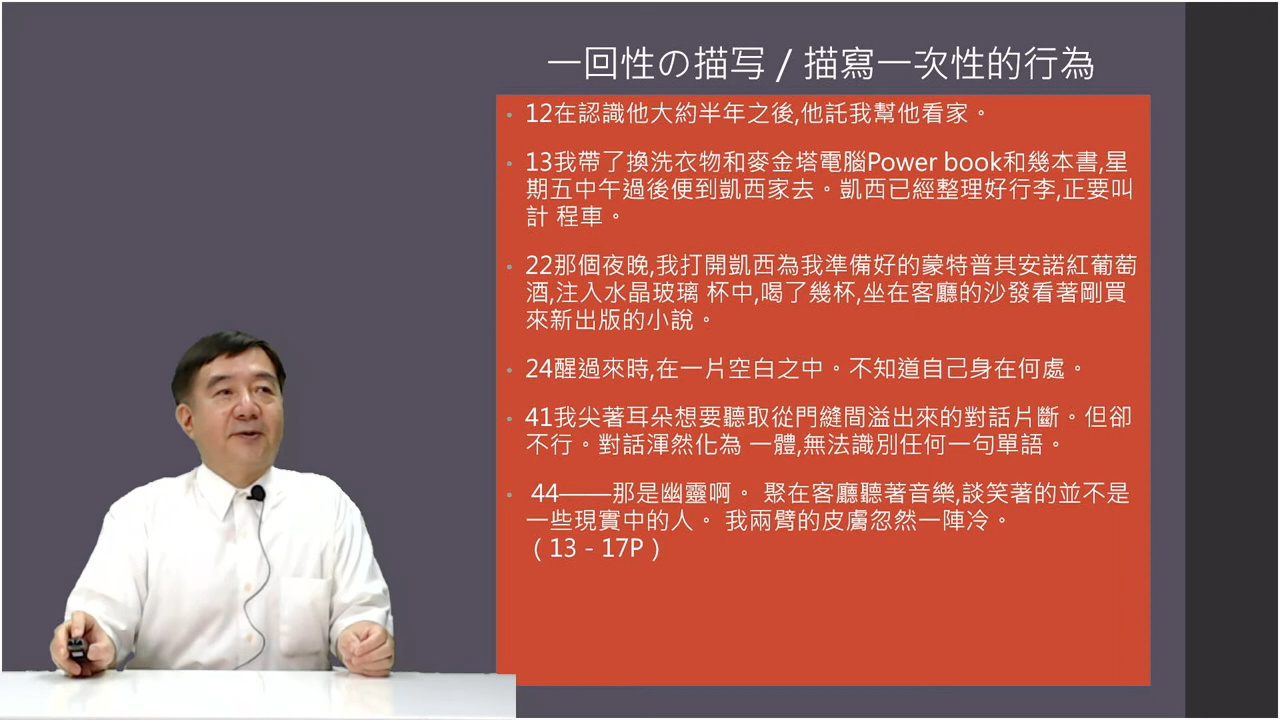 一回性の描写 / 描寫一次性的行為
12在認識他大約半年之後,他託我幫他看家。
13我帶了換洗衣物和麥金塔電腦Power book和幾本書,星
期五中午過後便到凱西家去。凱西已經整理好行李,正要叫
計 程車。
22那個夜晚,我打開凱西為我準備好的蒙特普其安諾紅葡萄
酒,注入水晶玻璃 杯中,喝了幾杯,坐在客廳的沙發看著剛買
來新出版的小說。
24醒過來時,在一片空白之中。不知道自己身在何處。
41我尖著耳朵想要聽取從門縫間溢出來的對話片斷。但卻
不行。對話渾然化為 一體,無法識別任何一句單語。
44——那是幽靈啊。 聚在客廳聽著音樂,談笑著的並不是
一些現實中的人。 我兩臂的皮膚忽然一陣冷。
（13－17P）